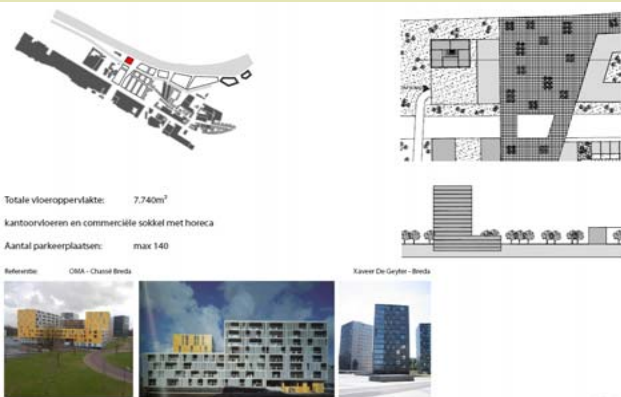 Totale vloeroppervlakte: 7.740m²
kantoorvloeren en commerciële sokkel met horeca
Aantal parkeerplaatsen: max 140
Referentie: OMA - Chassé Breda
Xaveer De Geyter - Breda